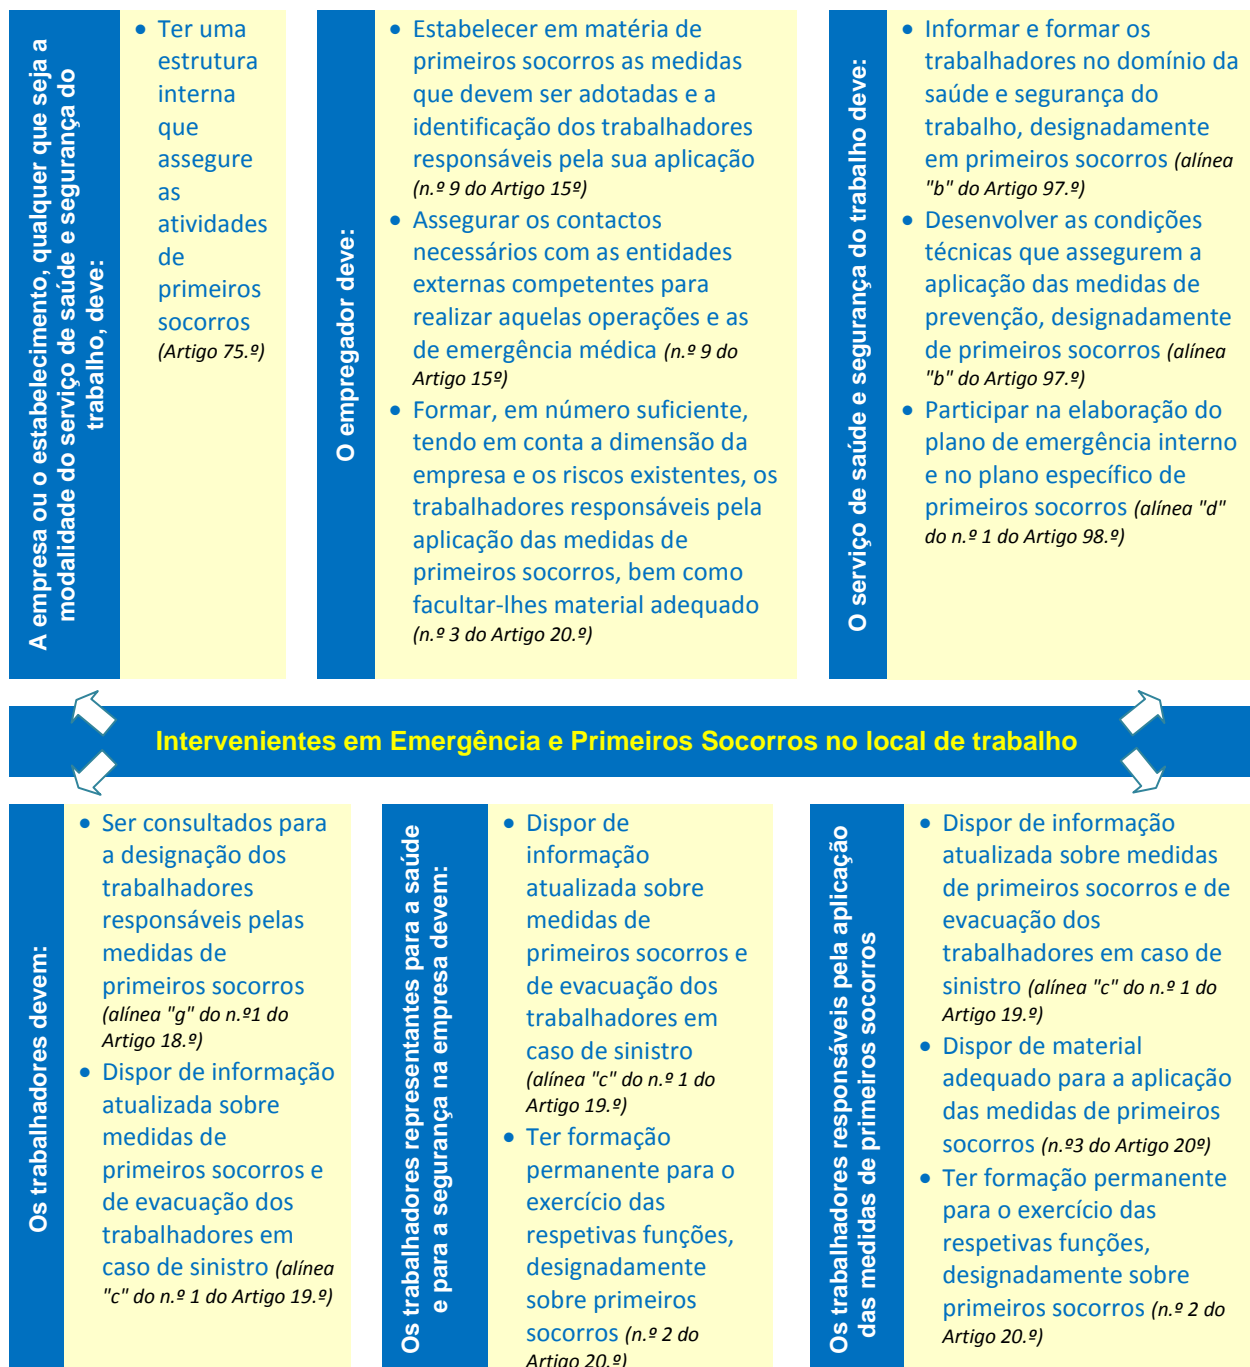 A empresa ou o estabelecimento, qualquer que seja a
modalidade do serviço de saúde e segurança do
trabalho, deve:
• Ter uma
estrutura
interna
que
assegure
as
atividades
de
primeiros
socorros
(Artigo 75.º)
O empregador deve:
• Estabelecer em matéria de
primeiros socorros as medidas
que devem ser adotadas e a
identificação dos trabalhadores
responsáveis pela sua aplicação
(n.º 9 do Artigo 15º)
• Assegurar os contactos
necessários com as entidades
externas competentes para
realizar aquelas operações e as
de emergência médica (n.º 9 do
Artigo 15º)
• Formar, em número suficiente,
tendo em conta a dimensão da
empresa e os riscos existentes, os
trabalhadores responsáveis pela
aplicação das medidas de
primeiros socorros, bem como
facultar-lhes material adequado
(n.º 3 do Artigo 20.º)
O serviço de saúde e segurança do trabalho deve:
• Informar e formar os
trabalhadores no domínio da
saúde e segurança do
trabalho, designadamente
em primeiros socorros (alínea
"b" do Artigo 97.º)
• Desenvolver as condições
técnicas que assegurem a
aplicação das medidas de
prevenção, designadamente
de primeiros socorros (alínea
"b" do Artigo 97.º)
• Participar na elaboração do
plano de emergência interno
e no plano específico de
primeiros socorros (alínea "d"
do n.º 1 do Artigo 98.º)
Intervenientes em Emergência e Primeiros Socorros no local de trabalho
Os trabalhadores devem:
• Ser consultados para
a designação dos
trabalhadores
responsáveis pelas
medidas de
primeiros socorros
(alínea "g" do n.º1 do
Artigo 18.º)
• Dispor de informação
atualizada sobre
medidas de
primeiros socorros e
de evacuação dos
trabalhadores em
caso de sinistro (alínea
"c" do n.º 1 do Artigo 19.º)
Os trabalhadores representantes para a saúde
e para a segurança na empresa devem:
• Dispor de
informação
atualizada sobre
medidas de
primeiros socorros e
de evacuação dos
trabalhadores em
caso de sinistro
(alínea "c" do n.º 1 do
Artigo 19.º)
• Ter formação
permanente para o
exercício das
respetivas funções,
designadamente
sobre primeiros
socorros (n.º 2 do
Artigo 20.º)
Os trabalhadores responsáveis pela aplicação
das medidas de primeiros socorros
• Dispor de informação
atualizada sobre medidas
de primeiros socorros e de
evacuação dos
trabalhadores em caso de
sinistro (alínea "c" do n.º 1 do
Artigo 19.º)
• Dispor de material
adequado para a aplicação
das medidas de primeiros
socorros (n.º3 do Artigo 20º)
• Ter formação permanente
para o exercício das
respetivas funções,
designadamente sobre
primeiros socorros (n.º 2 do
Artigo 20.º)